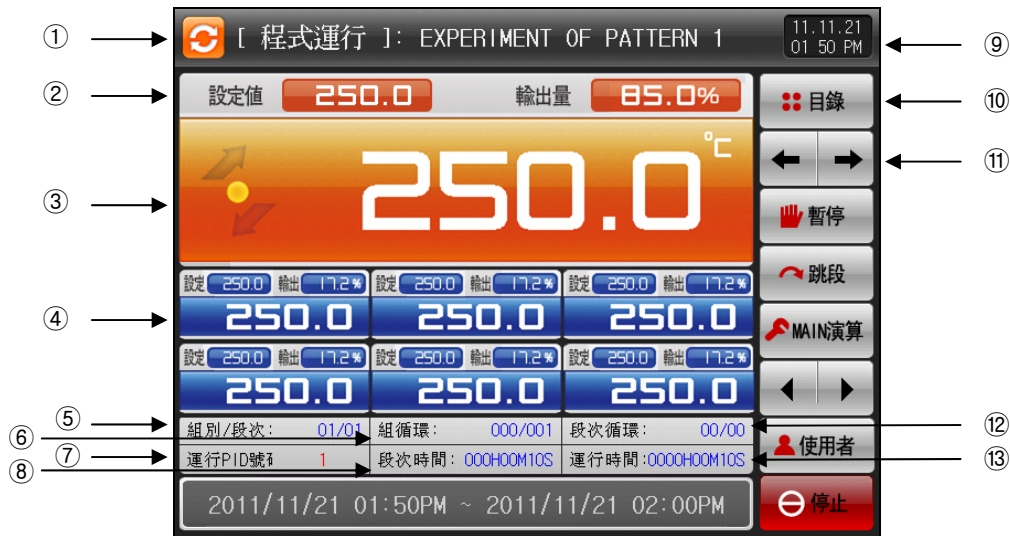 ① [ 程式運行 ]: EXPERIMENT OF PATTERN 1 11.11.21 ⑨
01 50 PM
② 設定値 250.0 輸出量 85.0% 目錄 ⑩
③ 250.0 ℃ ⑪
暫停
跳段
設定 250.0 輸出 17.2% 設定 250.0 輸出 17.2% 設定 250.0 輸出 17.2%
④ 250.0 250.0 250.0 MAIN演算
設定 250.0 輸出 17.2% 設定 250.0 輸出 17.2% 設定 250.0 輸出 17.2%
250.0 250.0 250.0
⑤ ⑥ 組別/段次: 01/01 組循環: 000/001 段次循環: 00/00 使用者 ⑫
⑦ ⑧ 運行PID號 1 段次時間: 000H00M10S 運行時間:0000H00M10S ⑬
2011/11/21 01:50PM ~ 2011/11/21 02:00PM 停止